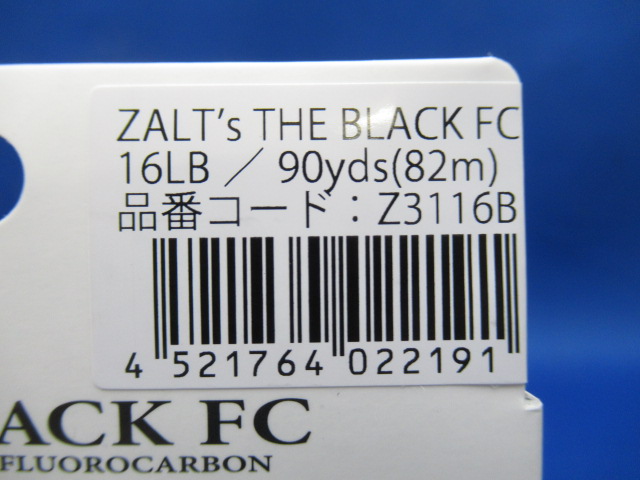 ZALT's THE BLACK FC
16LB ／ 90yds(82m)
品番コード：Z3116B
4 521764 022191
ACK FC
FLUOROCARBON